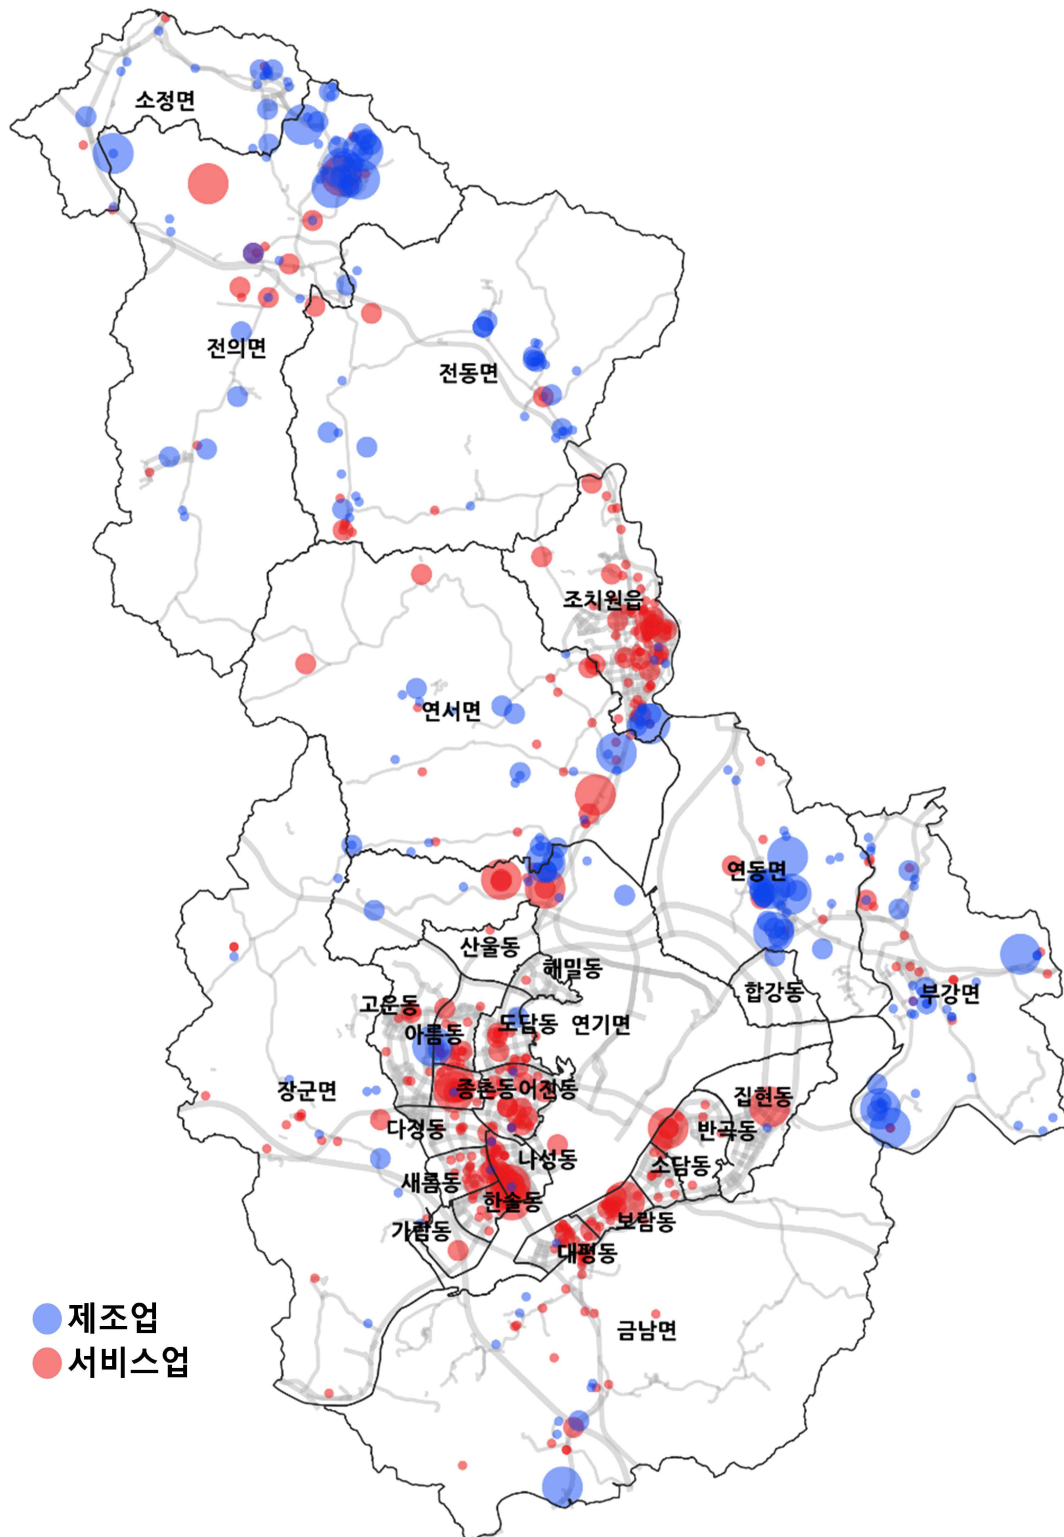 소정면
전의면
전동면
조치원읍
연서면
연동면
산울동
해밀동
합강동
부강면
고운동
아름동
도담동
연기면
장군면
종촌동
어진동
집현동
다정동
반곡동
나성동
소담동
새롬동
한솔동
보람동
가람동
대평동
금남면
제조업
서비스업